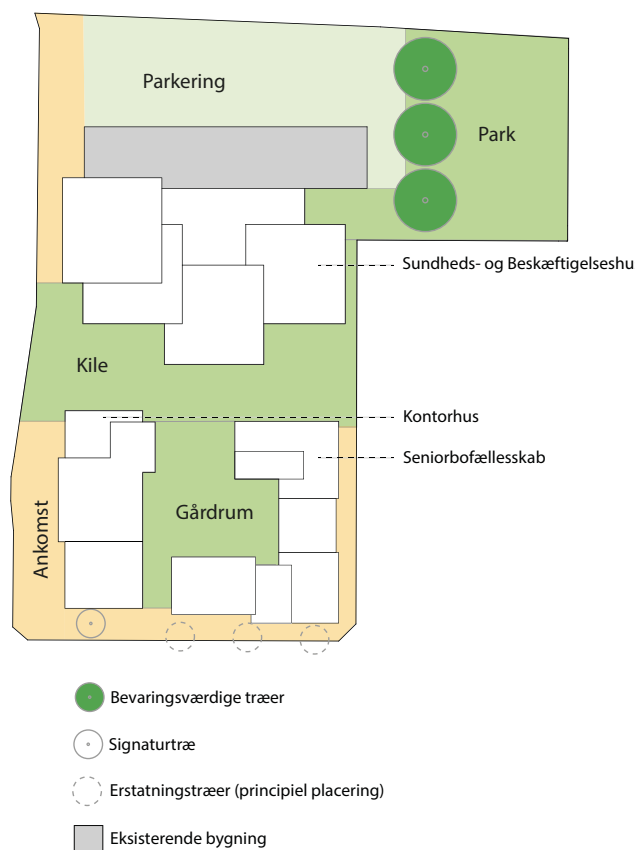 Parkering
Park
Sundheds- og Beskæftigelseshu
Kile
Kontorhus
Seniorbofællesskab
Gårdrum
Ankomst
Bevaringsværdige træer
Signaturtræ
Erstatningstræer (principiel placering)
Eksisterende bygning